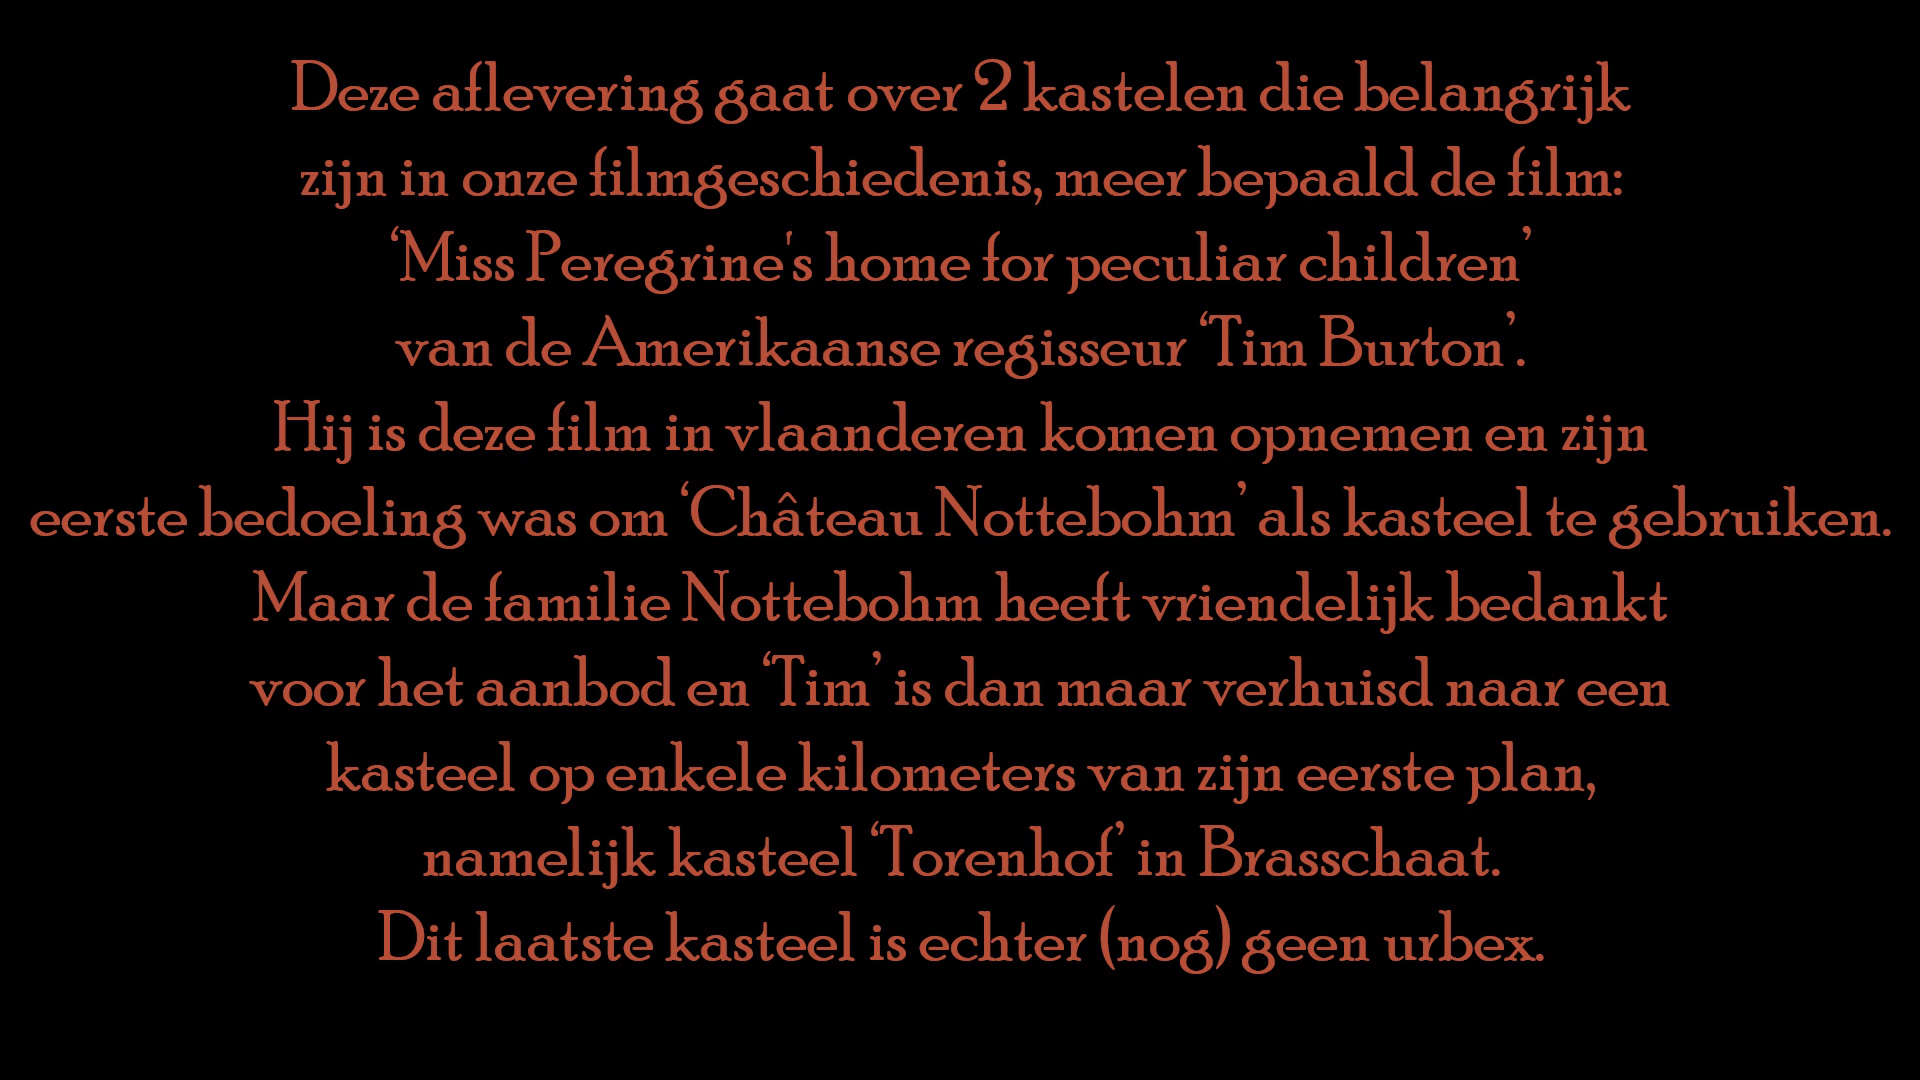 Deze aflevering gaat over 2 kastelen die belangrijk
zijn in onze filmgeschiedenis, meer bepaald de film:
‘Miss Peregrine's home for peculiar children’
van de Amerikaanse regisseur ‘Tim Burton’.
Hij is deze film in vlaanderen komen opnemen en zijn
eerste bedoeling was om ‘Château Nottebohm’ als kasteel te gebruiken.
Maar de familie Nottebohm heeft vriendelijk bedankt
voor het aanbod en ‘Tim’ is dan maar verhuisd naar een
kasteel op enkele kilometers van zijn eerste plan,
namelijk kasteel ‘Torenhof’ in Brasschaat.
Dit laatste kasteel is echter (nog) geen urbex.